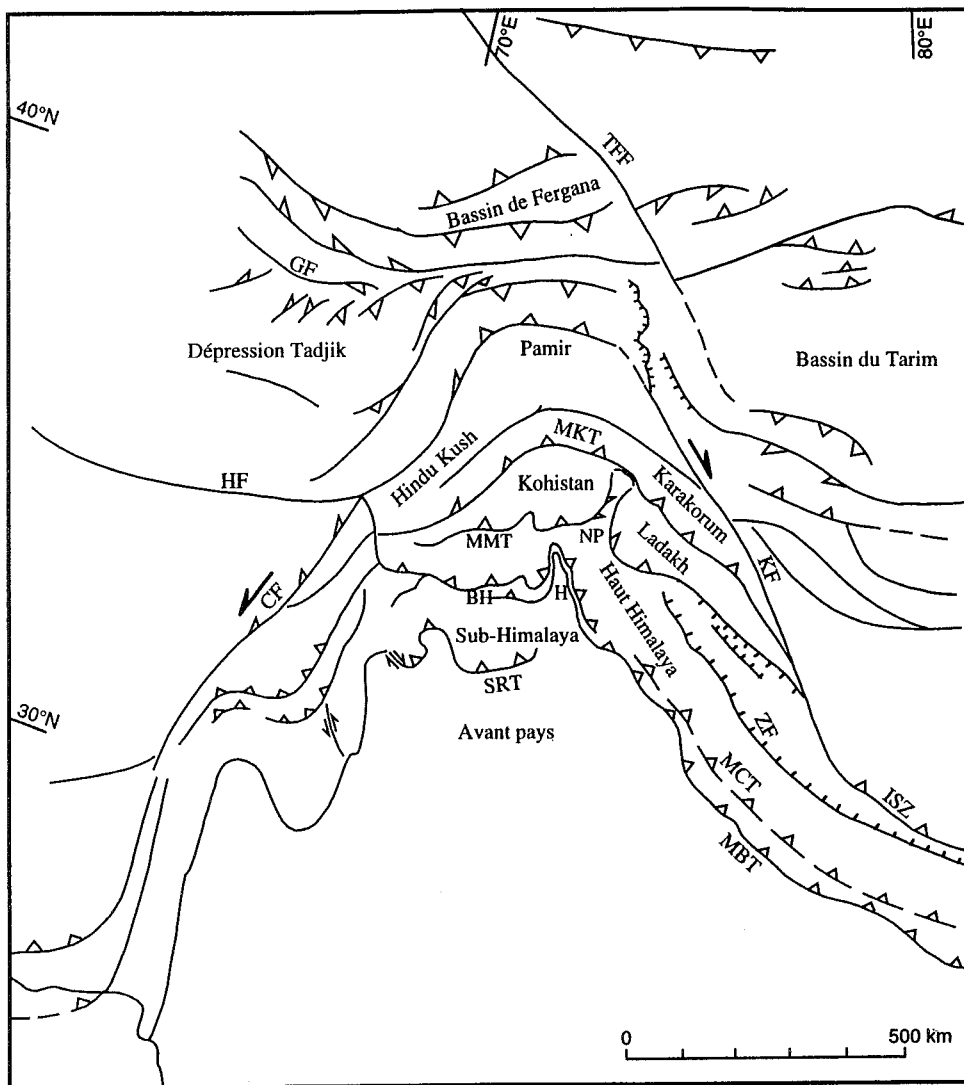 70°E
80°E
40°N
TFF
Bassin de Fergana
GF
Dépression Tadjik
Pamir
Bassin du Tarim
HF
Hindu Kush
MKT
Kohistan
Karakorum
MMT
NP
Ladakh
KF
CF
BH
H
Haut Himalaya
Sub-Himalaya
SRT
30°N
Avant pays
ZF
MCT
ISZ
MBT
0
500 km